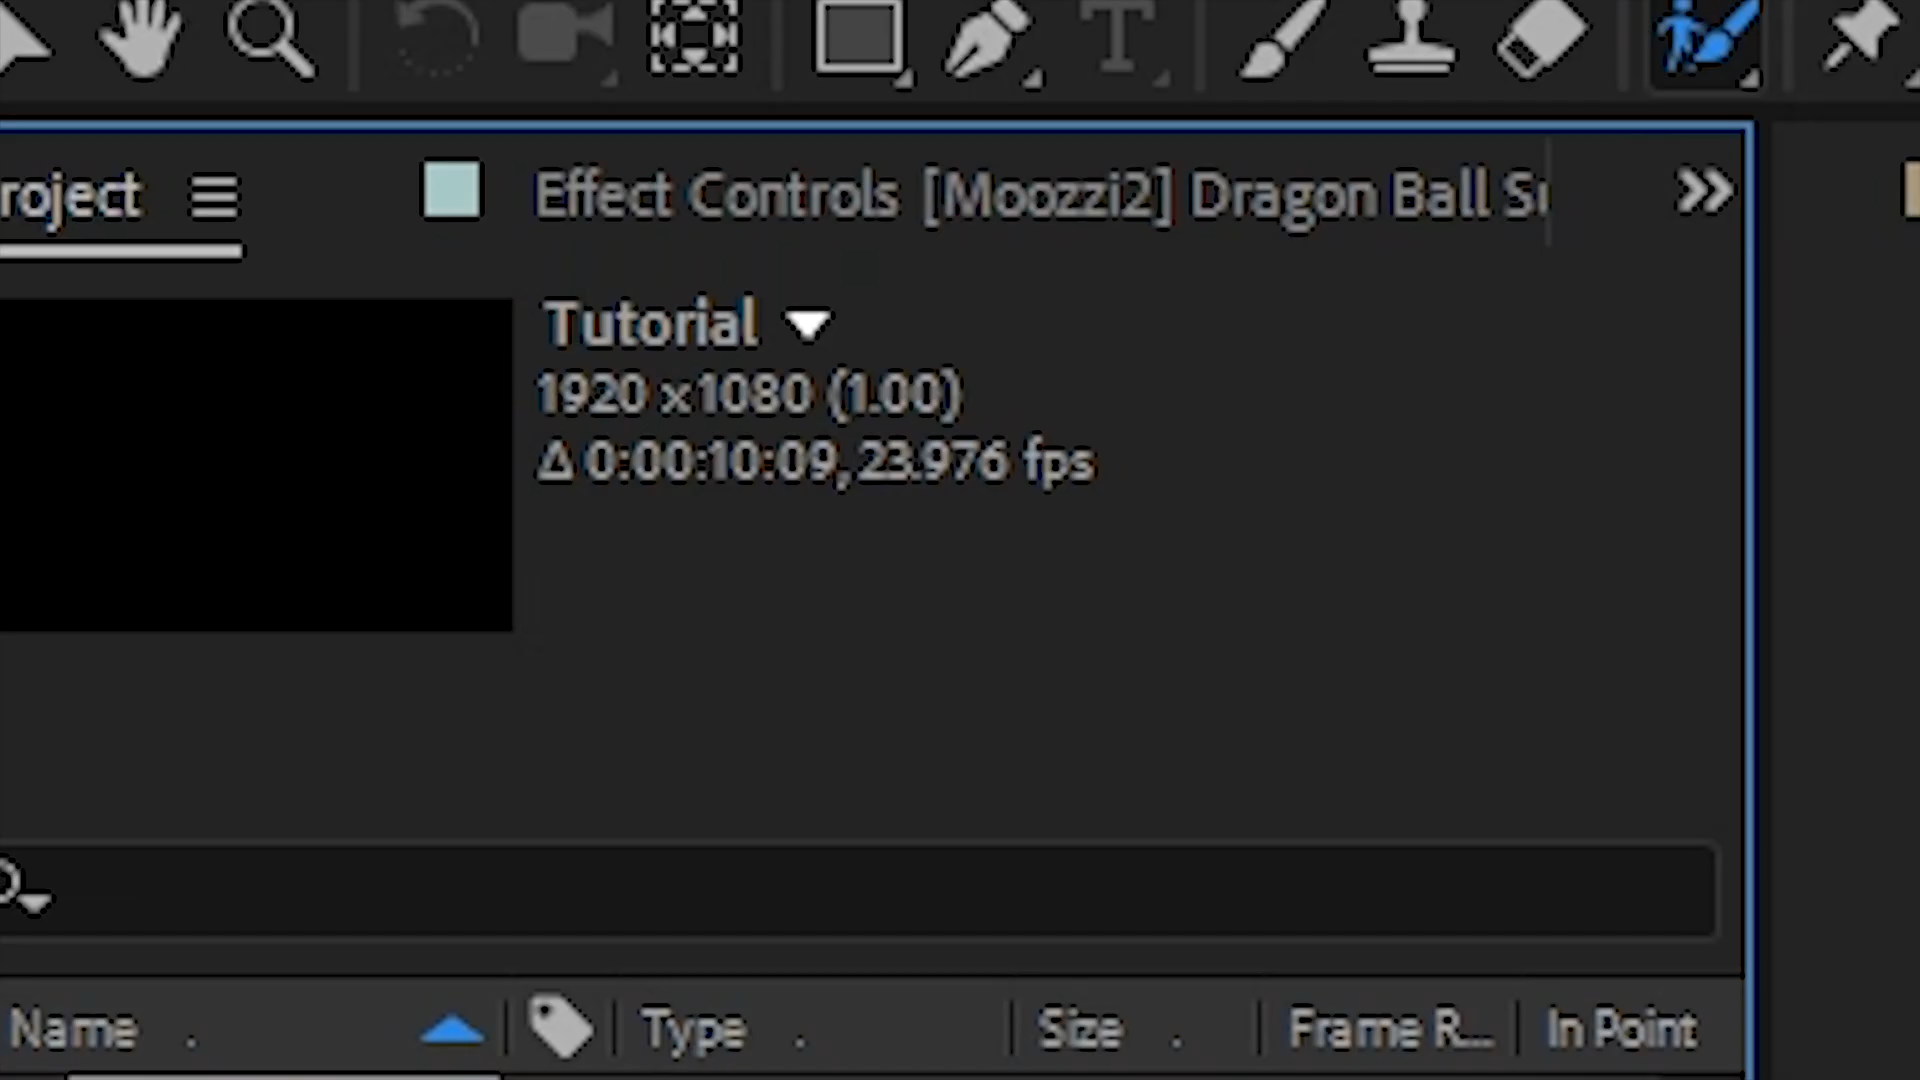 roject
Effect Controls [Moozzi2] Dragon Ball S
Tutorial
1920 x1080 (1.00)
Δ 0:00:10:09, 23.976 fps
Name
Type
Size
Frame R...
In Point